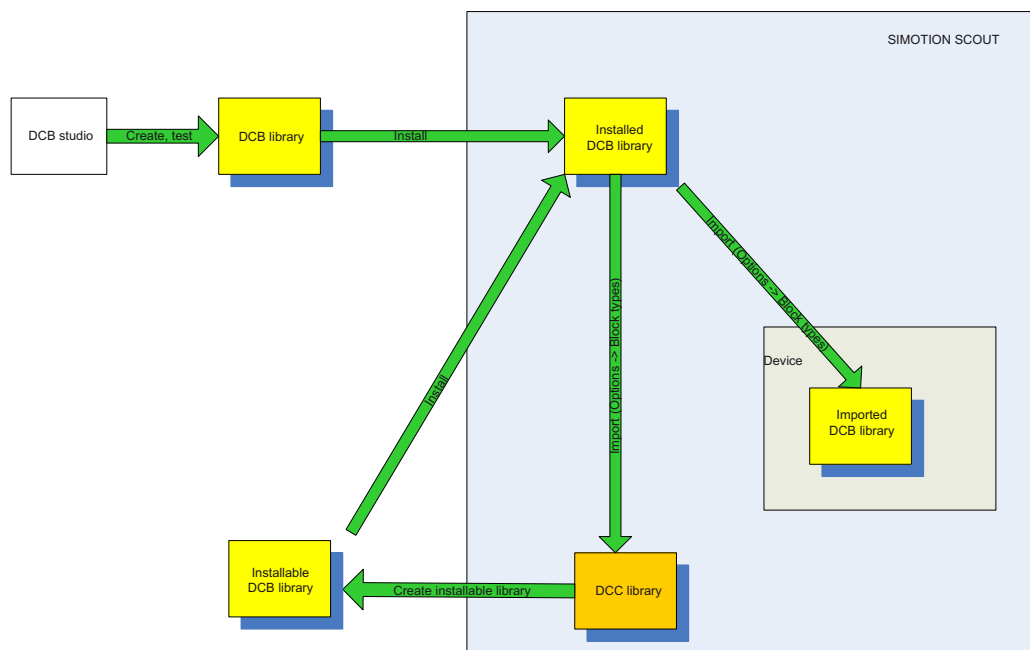 SIMOTION SCOUT
DCB studio
Create, test
DCB library
Install
Installed
DCB library
Import (Options -> Block types)
Import (Options -> Block types)
Install
Device
Imported
DCB library
Installable
DCB library
Create installable library
DCC library